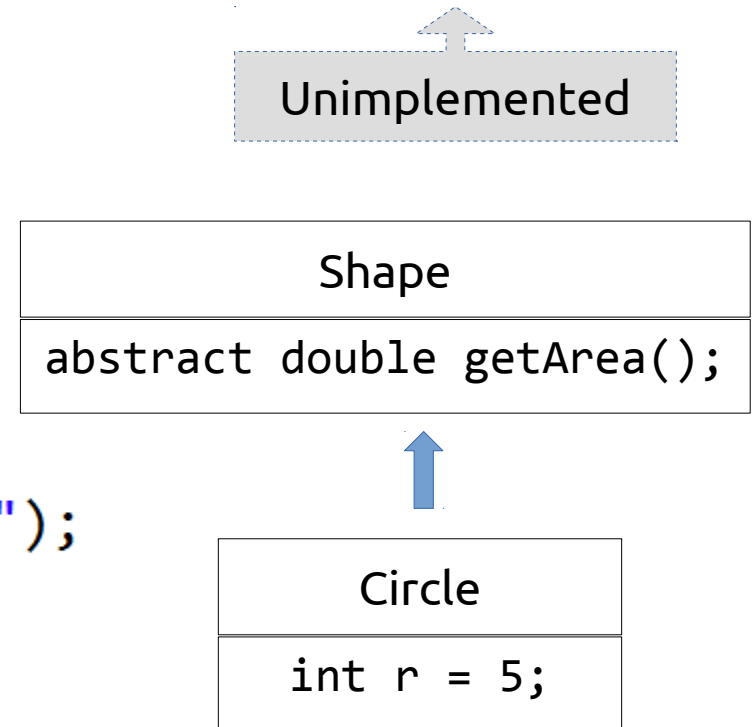 Unimplemented
Shape
abstract double getArea();
");
Circle
int r = 5;